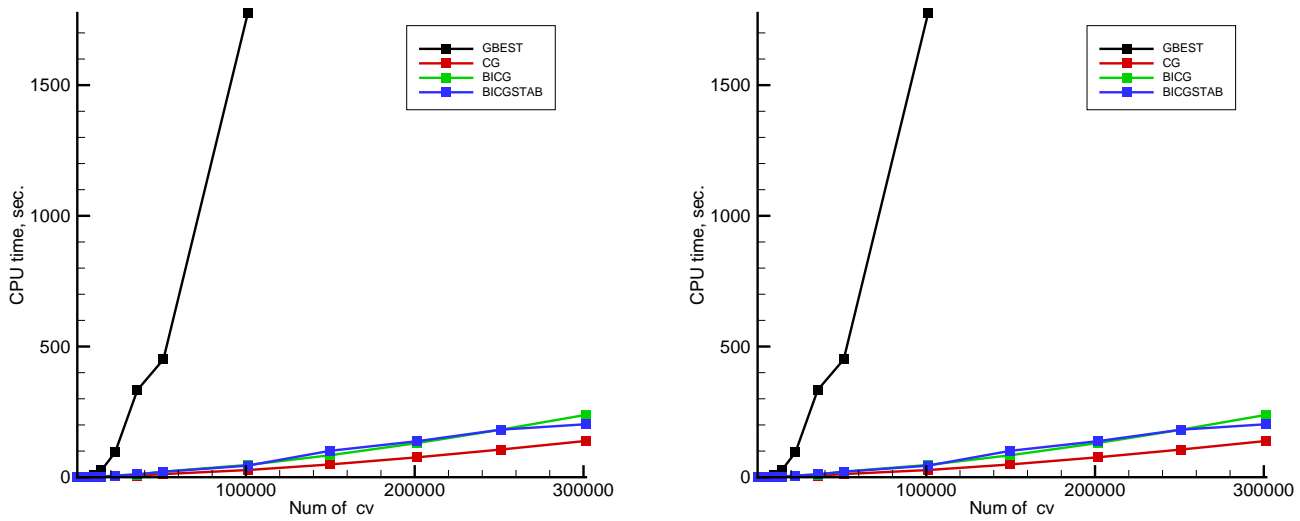 1500
1000
500
0
CPU time, sec.
GBEST
CG
BICG
BICGSTAB
100000
200000
300000
Num of cv
1500
1000
500
0
CPU time, sec.
GBEST
CG
BICG
BICGSTAB
100000
200000
300000
Num of cv